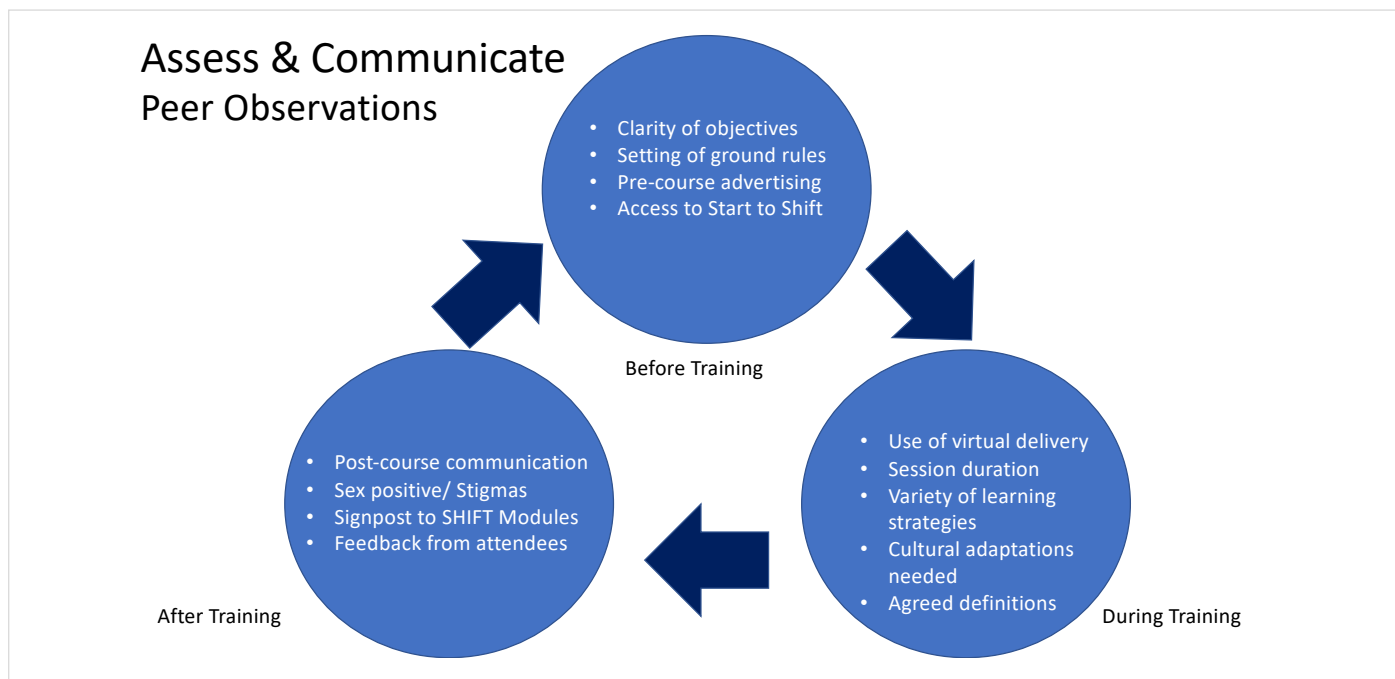 Assess & Communicate
Peer Observations
• Clarity of objectives
• Setting of ground rules
• Pre-course advertising
• Access to Start to Shift
Before Training
• Use of virtual delivery
• Session duration
• Variety of learning
strategies
• Cultural adaptations
needed
• Agreed definitions
During Training
• Post-course communication
• Sex positive/ Stigmas
• Signpost to SHIFT Modules
• Feedback from attendees
After Training